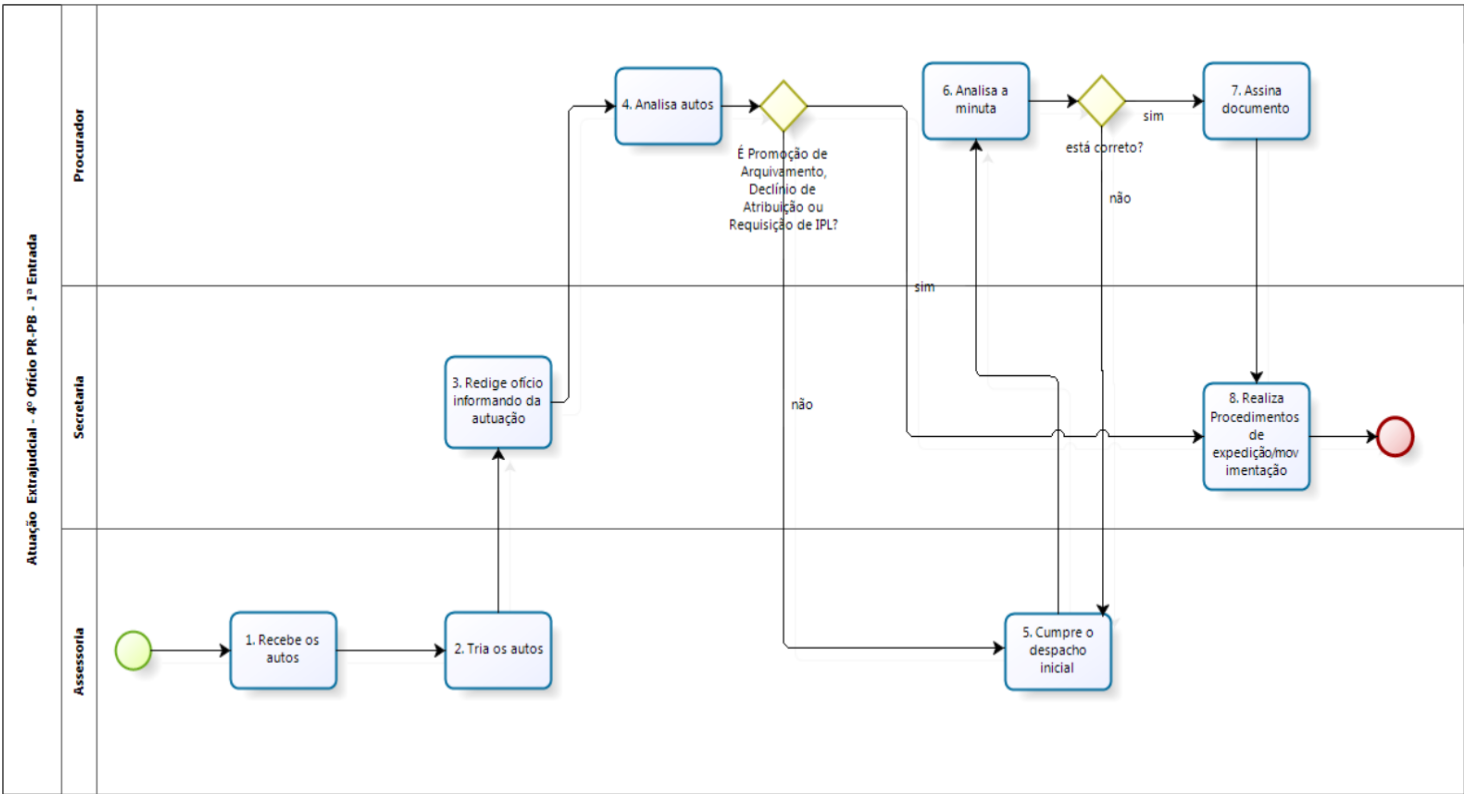 Atuação Extrajudcial - 4º Ofício PR-PB - 1ª Entrada
Procurador
4. Analisa autos
É Promoção de
Arquivamento,
Declínio de
Atribuição ou
Requisição de IPL?
6. Analisa a
minuta
está correto?
sim
não
7. Assina
documento
Secretaria
3. Redige ofício
informando da
autuação
sim
não
8. Realiza
Procedimentos
de
expedição/mov
imentação
Assessoria
1. Recebe os
autos
2. Tria os autos
5. Cumpre o
despacho
inicial